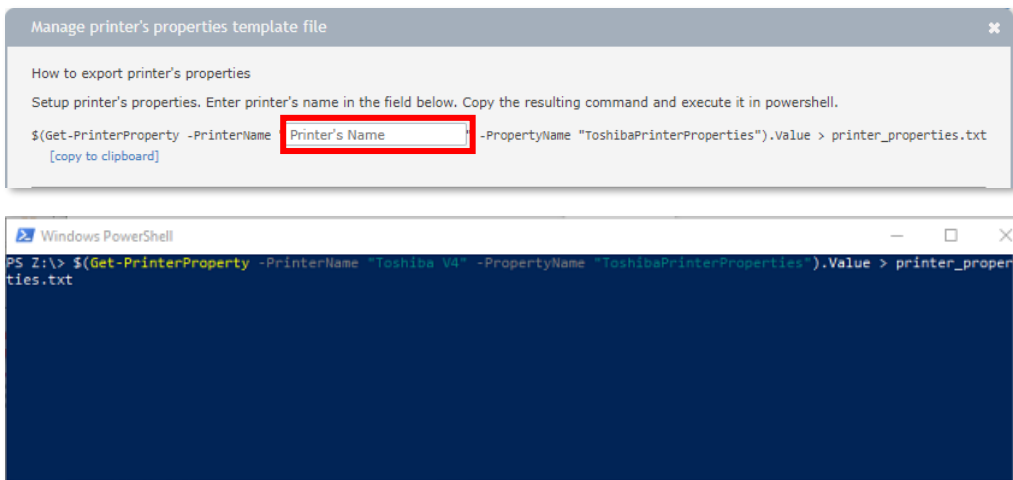 Manage printer's properties template file
How to export printer's properties
Setup printer's properties. Enter printer's name in the field below. Copy the resulting command and execute it in powershell.
$(Get-PrinterProperty -PrinterName "Printer's Name" -PropertyName "ToshibaPrinterProperties").Value > printer_properties.txt
[copy to clipboard]
Windows PowerShell
PS Z:\> $(Get-PrinterProperty -PrinterName "Toshiba V4" -PropertyName "ToshibaPrinterProperties").Value > printer_proper
ties.txt